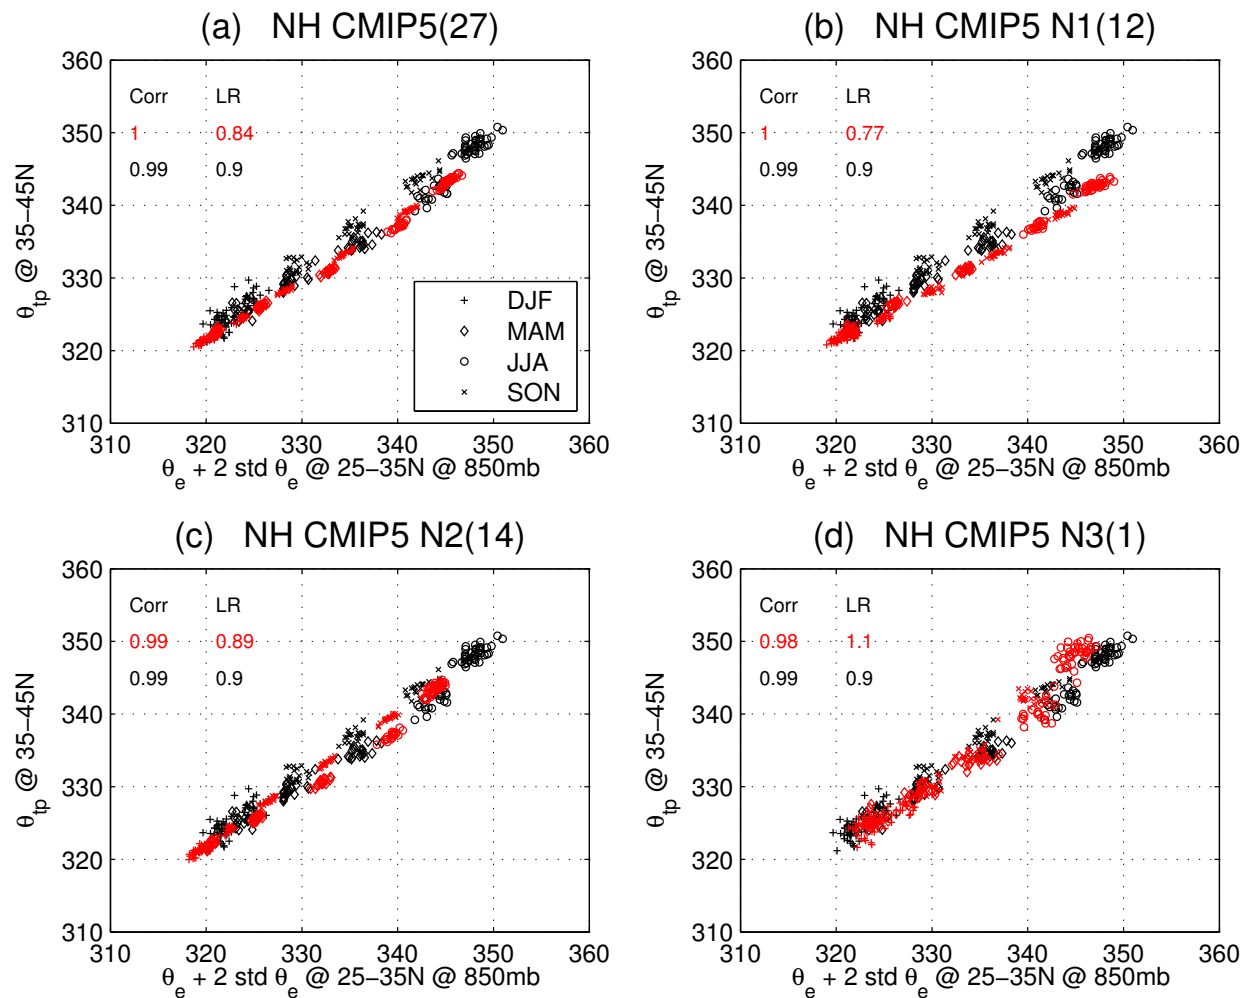 (a) NH CMIP5(27)
360
350
340
330
320
310
θtp @ 35−45N
Corr LR
1 0.84
0.99 0.9
DJF
MAM
JJA
SON
310 320 330 340 350 360
θe + 2 std θe @ 25−35N @ 850mb
(b) NH CMIP5 N1(12)
360
350
340
330
320
310
θtp @ 35−45N
Corr LR
1 0.77
0.99 0.9
310 320 330 340 350 360
θe + 2 std θe @ 25−35N @ 850mb
(c) NH CMIP5 N2(14)
360
350
340
330
320
310
θtp @ 35−45N
Corr LR
0.99 0.89
0.99 0.9
310 320 330 340 350 360
θe + 2 std θe @ 25−35N @ 850mb
(d) NH CMIP5 N3(1)
360
350
340
330
320
310
θtp @ 35−45N
Corr LR
0.98 1.1
0.99 0.9
310 320 330 340 350 360
θe + 2 std θe @ 25−35N @ 850mb